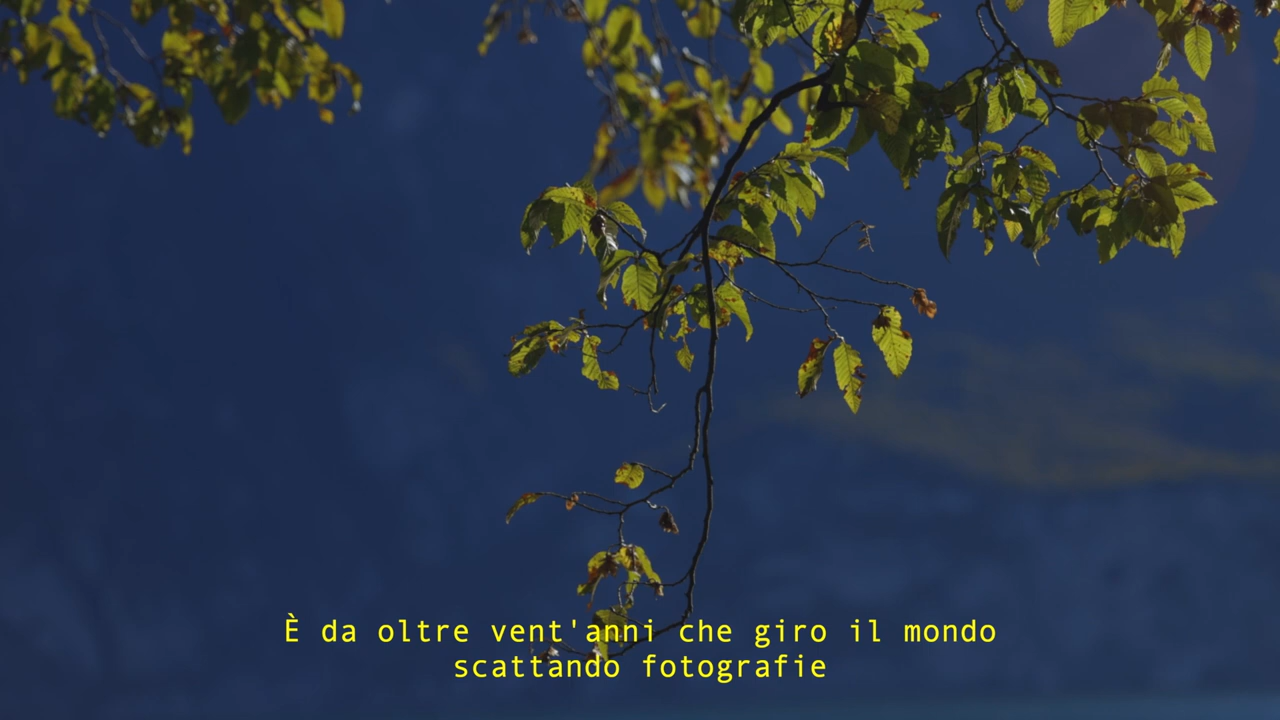 È da oltre vent'anni che giro il mondo
scattando fotografie